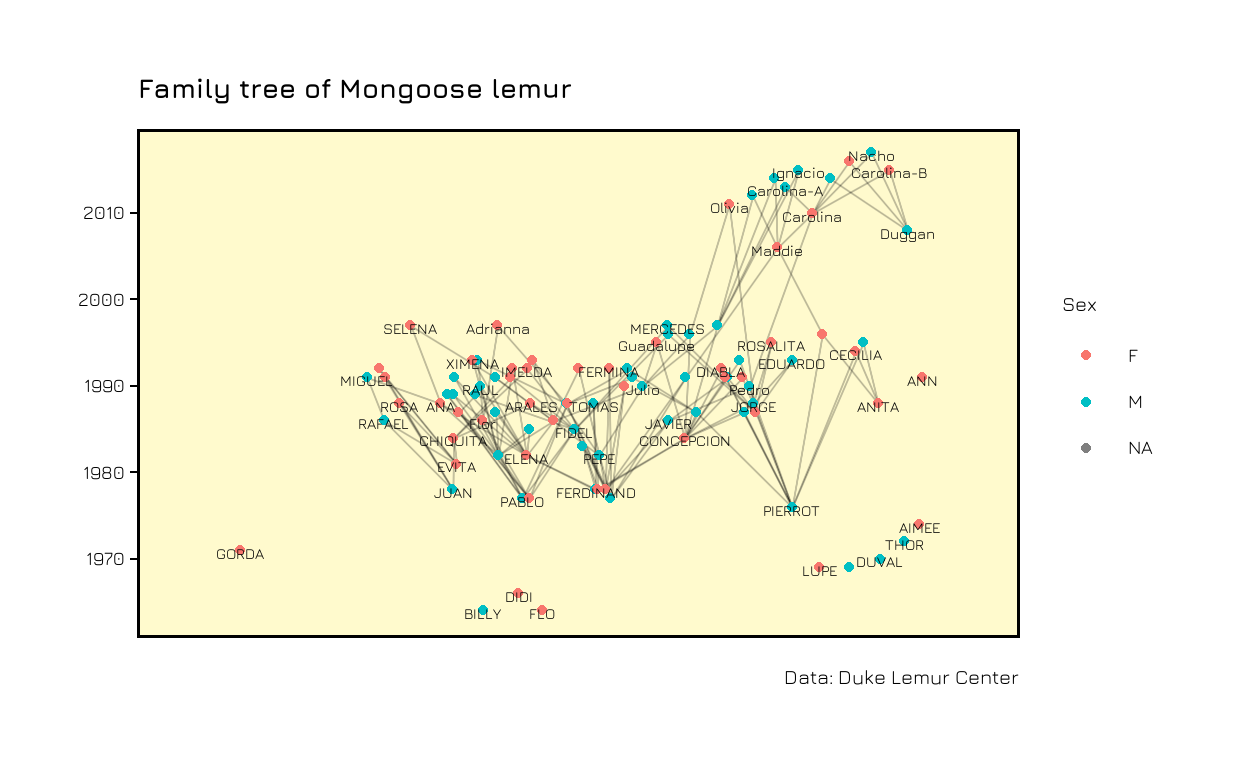 Family tree of Mongoose lemur
Nacho
Ignacio
Carolina-B
Carolina-A
Olivia
2010
Carolina
Duggan
Maddie
2000
SELENA
Adrianna
MERCEDES
Guadalupe
ROSALITA
CECILIA
XIMENA
EDUARDO
IMELDA
FERMINA
DIABLA
MIGUEL
ANN
1990
RAUL
Julio
Pedro
ROSA
ANA
ARALES
TOMAS
JORGE
ANITA
RAFAEL
Flor
JAVIER
FIDEL
CHIQUITA
CONCEPCION
ELENA
PEPE
EVITA
1980
JUAN
FERDINAND
PABLO
PIERROT
AIMEE
THOR
GORDA
1970
DUVAL
LUPE
DIDI
BILLY
FLO
Sex
F
M
NA
Data: Duke Lemur Center